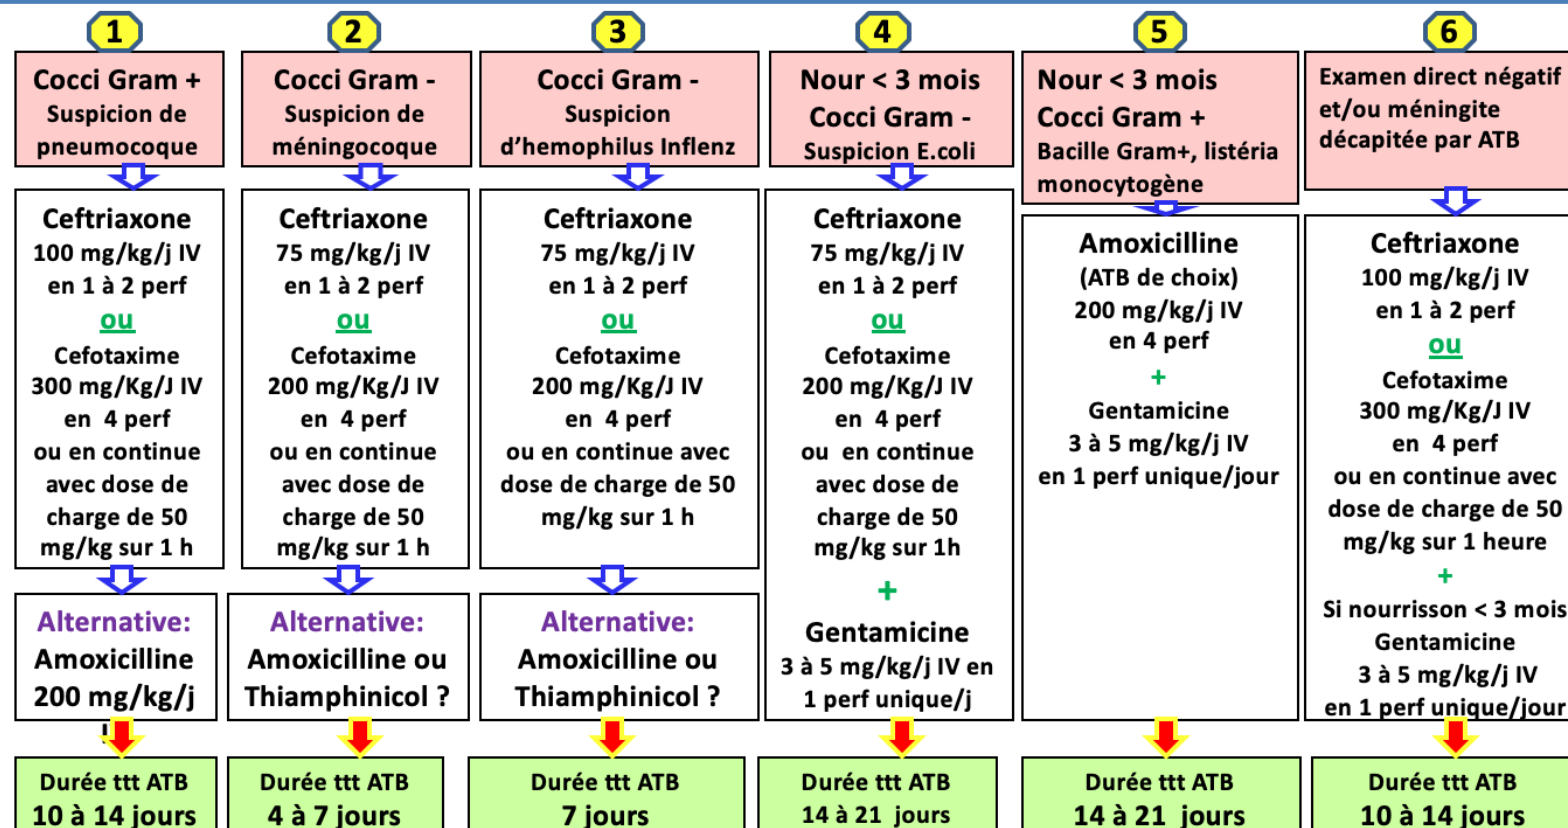 1
Cocci Gram +
Suspicion de
pneumocoque
Ceftriaxone
100 mg/kg/j IV
en 1 à 2 perf
ou
Cefotaxime
300 mg/Kg/J IV
en 4 perf
ou en continue
avec dose de
charge de 50
mg/kg sur 1 h
Alternative:
Amoxicilline
200 mg/kg/j
Durée ttt ATB
10 à 14 jours
2
Cocci Gram -
Suspicion de
méningocoque
Ceftriaxone
75 mg/kg/j IV
en 1 à 2 perf
ou
Cefotaxime
200 mg/Kg/J IV
en 4 perf
ou en continue
avec dose de
charge de 50
mg/kg sur 1 h
Alternative:
Amoxicilline ou
Thiamphinicol ?
Durée ttt ATB
4 à 7 jours
3
Cocci Gram -
Suspicion
d’hemophilus Inflenz
Ceftriaxone
75 mg/kg/j IV
en 1 à 2 perf
ou
Cefotaxime
200 mg/Kg/J IV
en 4 perf
ou en continue avec
dose de charge de 50
mg/kg sur 1 h
Alternative:
Amoxicilline ou
Thiamphinicol ?
Durée ttt ATB
7 jours
4
Nour < 3 mois
Cocci Gram -
Suspicion E.coli
Ceftriaxone
75 mg/kg/j IV
en 1 à 2 perf
ou
Cefotaxime
200 mg/Kg/J IV
en 4 perf
ou en continue
avec dose de
charge de 50
mg/kg sur 1h
+
Gentamicine
3 à 5 mg/kg/j IV en
1 perf unique/j
Durée ttt ATB
14 à 21 jours
5
Nour < 3 mois
Cocci Gram +
Bacille Gram+, listéria
monocytogène
Amoxicilline
(ATB de choix)
200 mg/kg/j IV
en 4 perf
+
Gentamicine
3 à 5 mg/kg/j IV
en 1 perf unique/jour
Durée ttt ATB
14 à 21 jours
6
Examen direct négatif
et/ou méningite
décapitée par ATB
Ceftriaxone
100 mg/kg/j IV
en 1 à 2 perf
ou
Cefotaxime
300 mg/Kg/J IV
en 4 perf
ou en continue avec
dose de charge de 50
mg/kg sur 1 heure
+
Si nourrisson < 3 mois
Gentamicine
3 à 5 mg/kg/j IV
en 1 perf unique/jour
Durée ttt ATB
10 à 14 jours